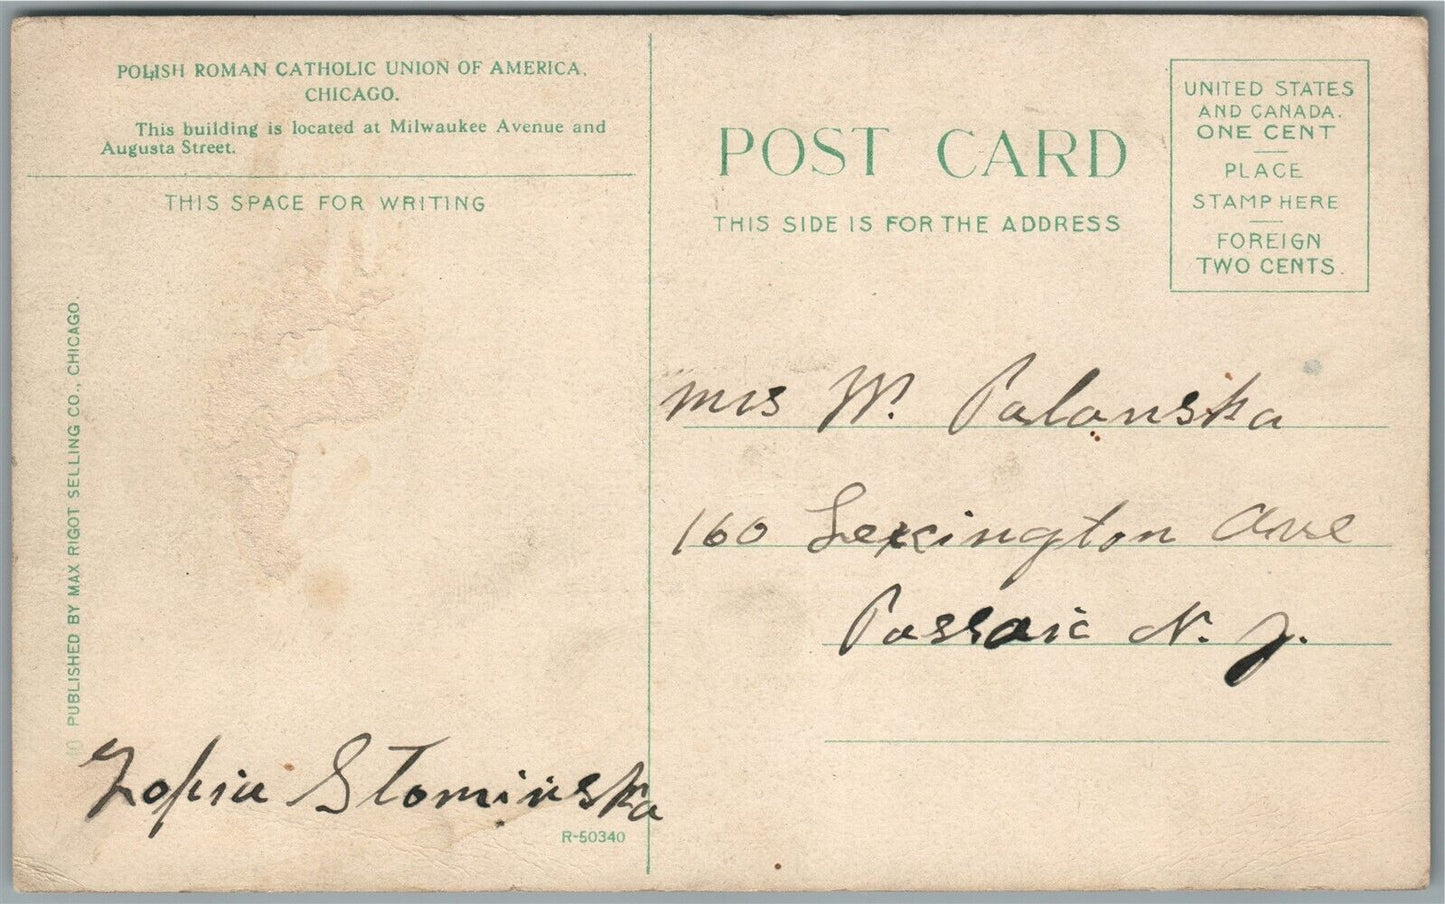 POLISH ROMAN CATHOLIC UNION OF AMERICA,
CHICAGO.
This building is located at Milwaukee Avenue and
Augusta Street.
THIS SPACE FOR WRITING
PUBLISHED BY MAX RIGOT SELLING CO., CHICAGO.
Zofia Słomińska
R-50340
POST CARD
THIS SIDE IS FOR THE ADDRESS
UNITED STATES
AND CANADA.
ONE CENT
PLACE
STAMP HERE
FOREIGN
TWO CENTS.
Mrs W. Polanska
160 Lexington Ave
Passaic N. J.